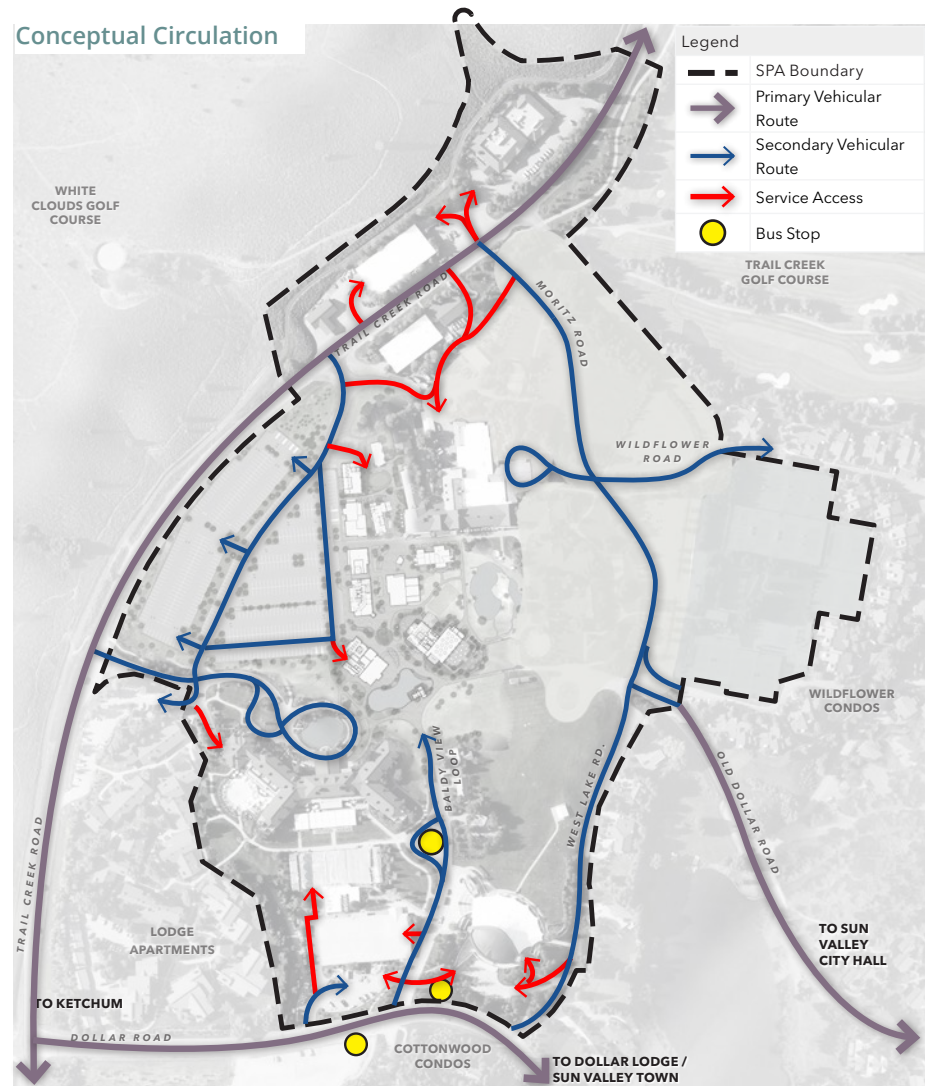 Conceptual Circulation
Legend
SPA Boundary
Primary Vehicular
Route
Secondary Vehicular
Route
Service Access
Bus Stop
WHITE
CLOUDS GOLF
COURSE
TRAIL CREEK
GOLF COURSE
TRAIL CREEK ROAD
MORITZ ROAD
WILDFLOWER
ROAD
WILDFLOWER
CONDOS
BALDY VIEW
LOOP
WEST LAKE RD.
OLD DOLLAR ROAD
TRAIL CREEK ROAD
LODGE
APARTMENTS
TO SUN
VALLEY
CITY HALL
TO KETCHUM
DOLLAR ROAD
COTTONWOOD
CONDOS
TO DOLLAR LODGE /
SUN VALLEY TOWN